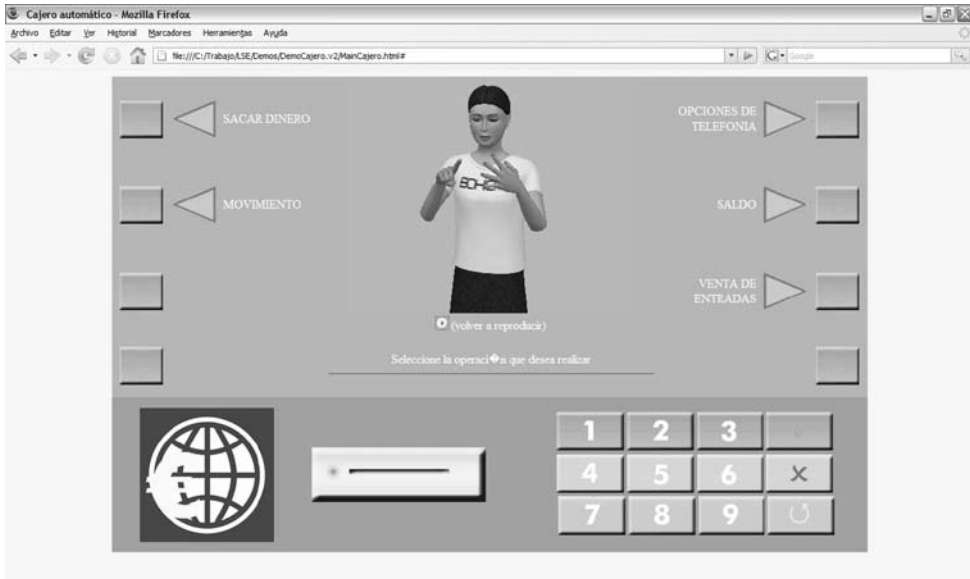 Cajero automático - Mozilla Firefox
Archivo Editar Ver Historial Marcadores Herramientas Ayuda
file:///C:/Trabajo/LSE/Demos/DemoCajero.v2/MainCajero.html#
Google
SACAR DINERO
OPCIONES DE
TELEFONIA
MOVIMIENTO
SALDO
VENTA DE
ENTRADAS
(volver a reproducir)
Seleccione la operaci�n que desea realizar
1 2 3
4 5 6
7 8 9